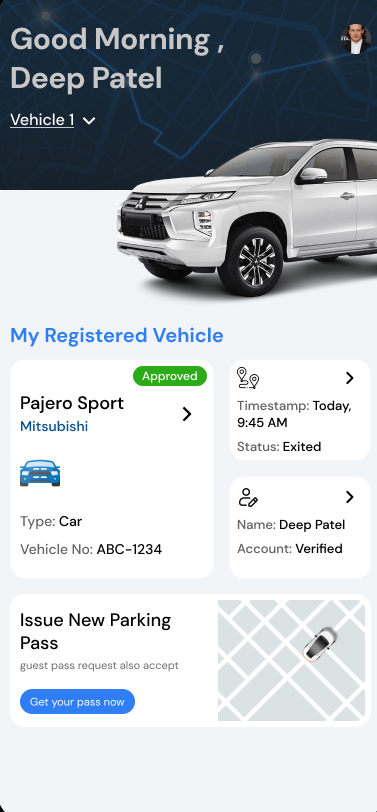 Good Morning ,
Deep Patel
Vehicle 1
My Registered Vehicle
Approved
Pajero Sport
Mitsubishi
Type: Car
Vehicle No: ABC-1234
Timestamp: Today,
9:45 AM
Status: Exited
Name: Deep Patel
Account: Verified
Issue New Parking
Pass
guest pass request also accept
Get your pass now